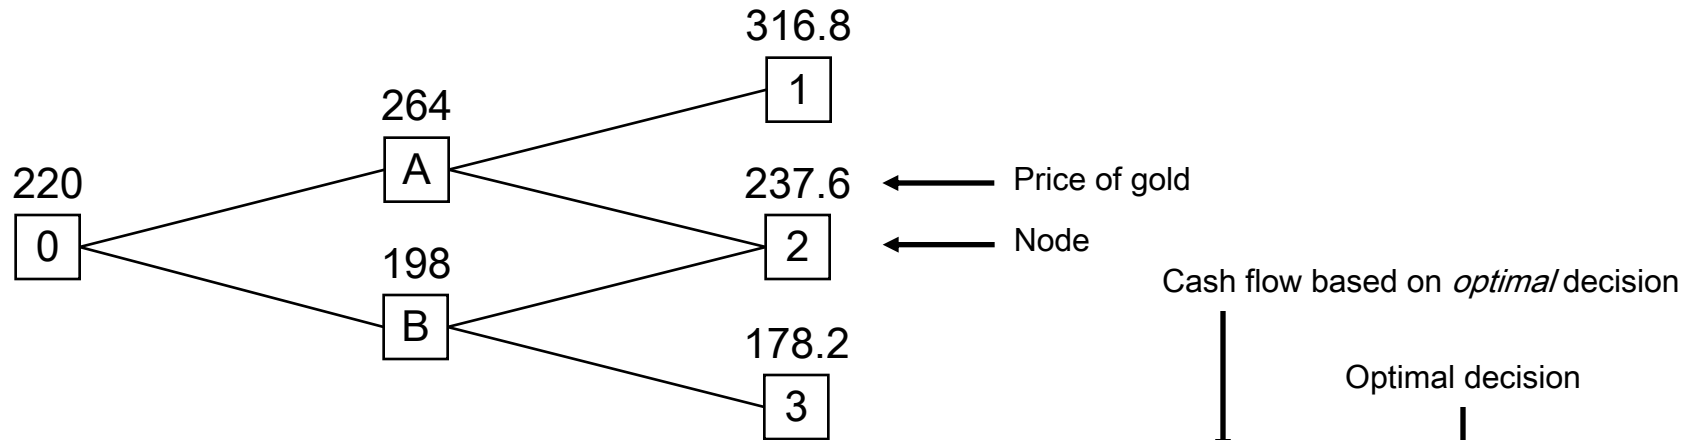 316.8
1
264
A
220
0
237.6
Price of gold
2
Node
198
B
Cash flow based on optimal decision
178.2
3
Optimal decision